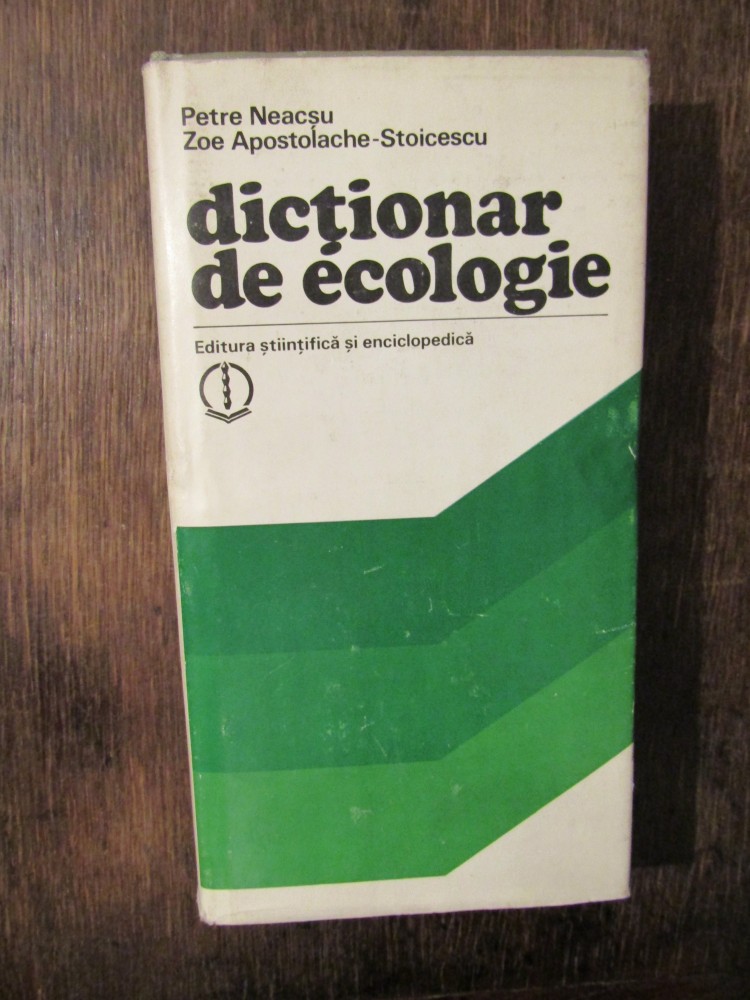 Petre Neacșu
Zoe Apostolache-Stoicescu
dicționar
de ecologie
Editura științifică și enciclopedică